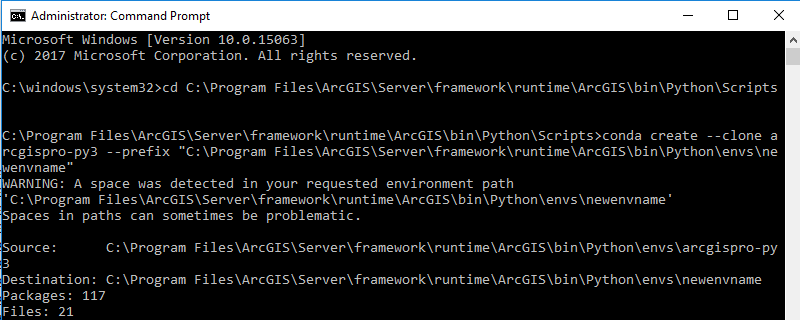 Administrator: Command Prompt
Microsoft Windows [Version 10.0.15063]
(c) 2017 Microsoft Corporation. All rights reserved.
C:\windows\system32>cd C:\Program Files\ArcGIS\Server\framework\runtime\ArcGIS\bin\Python\Scripts
C:\Program Files\ArcGIS\Server\framework\runtime\ArcGIS\bin\Python\Scripts>conda create --clone a
rcgispro-py3 --prefix "C:\Program Files\ArcGIS\Server\framework\runtime\ArcGIS\bin\Python\envs\ne
wenvname"
WARNING: A space was detected in your requested environment path
'C:\Program Files\ArcGIS\Server\framework\runtime\ArcGIS\bin\Python\envs\newenvname'
Spaces in paths can sometimes be problematic.
Source:      C:\Program Files\ArcGIS\Server\framework\runtime\ArcGIS\bin\Python\envs\arcgispro-py
3
Destination: C:\Program Files\ArcGIS\Server\framework\runtime\ArcGIS\bin\Python\envs\newenvname
Packages: 117
Files: 21